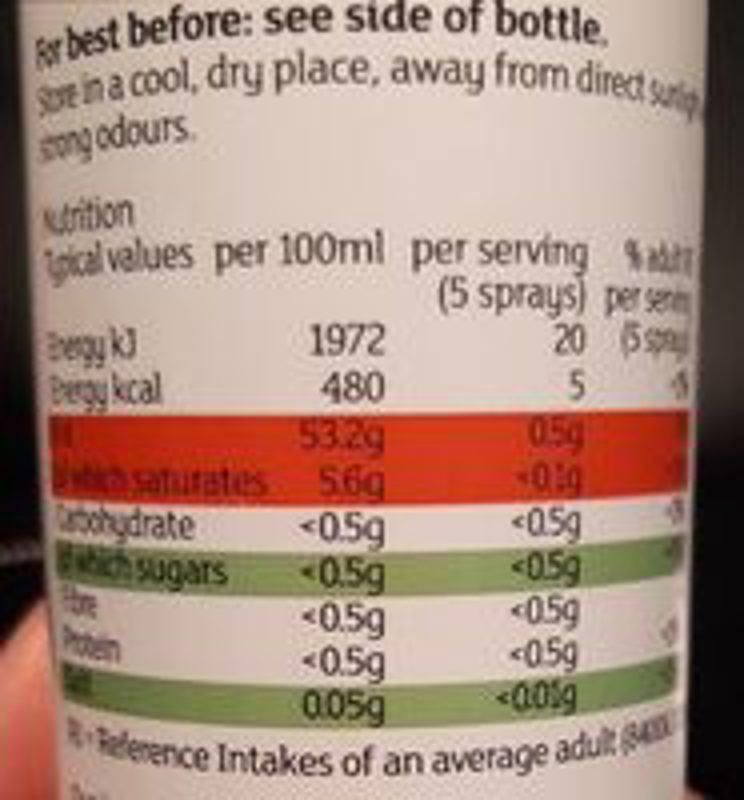 For best before: see side of bottle.
Store in a cool, dry place, away from direct
strong odours.
Nutrition
Typical values per 100ml per serving % adult
(5 sprays) per
Energy kJ 1972 20 (5
Energy kcal 480 5
53.2g 0.5g
of which saturates 5.6g <0.1g
Carbohydrate <0.5g <0.5g
of which sugars <0.5g <0.5g
Fibre <0.5g <0.5g
Protein <0.5g <0.5g
0.05g <0.01g
Reference Intakes of an average adult